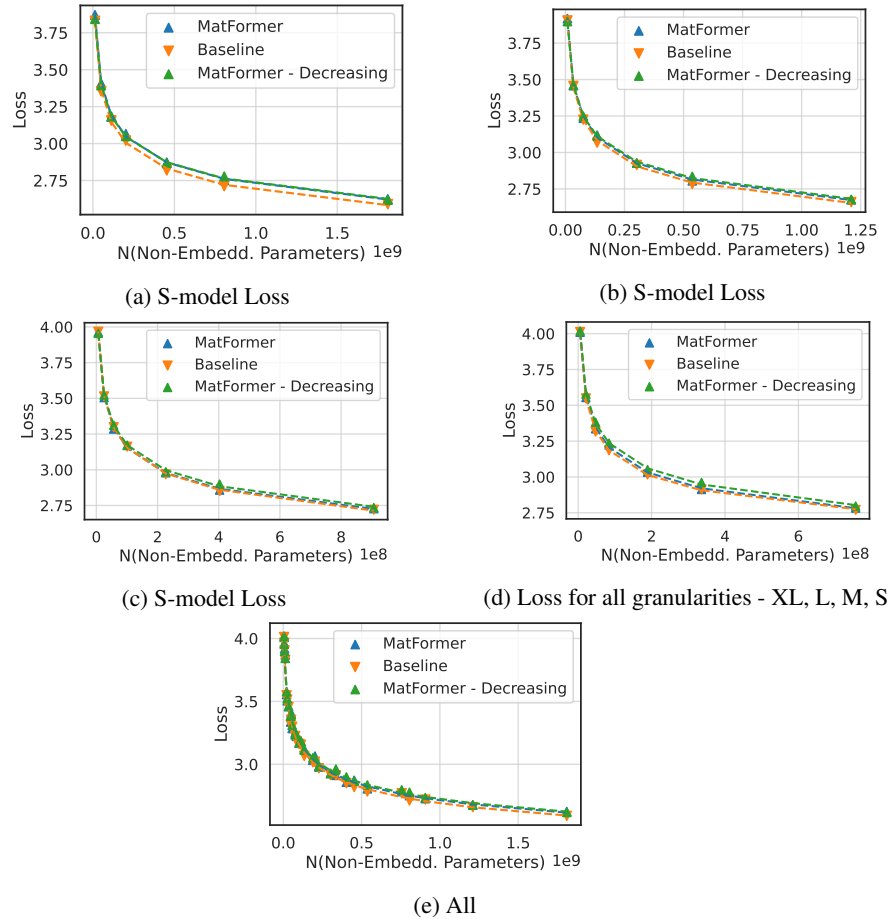 3.75
3.50
3.25
3.00
2.75
Loss
MatFormer
Baseline
MatFormer - Decreasing
0.0 0.5 1.0 1.5
N(Non-Embedd. Parameters) 1e9
(a) S-model Loss
3.75
3.50
3.25
3.00
2.75
Loss
MatFormer
Baseline
MatFormer - Decreasing
0.00 0.25 0.50 0.75 1.00 1.25
N(Non-Embedd. Parameters) 1e9
(b) S-model Loss
4.00
3.75
3.50
3.25
3.00
2.75
Loss
MatFormer
Baseline
MatFormer - Decreasing
0 2 4 6 8
N(Non-Embedd. Parameters) 1e8
(c) S-model Loss
4.00
3.75
3.50
3.25
3.00
2.75
Loss
MatFormer
Baseline
MatFormer - Decreasing
0 2 4 6
N(Non-Embedd. Parameters) 1e8
(d) Loss for all granularities - XL, L, M, S
4.0
3.5
3.0
Loss
MatFormer
Baseline
MatFormer - Decreasing
0.0 0.5 1.0 1.5
N(Non-Embedd. Parameters) 1e9
(e) All